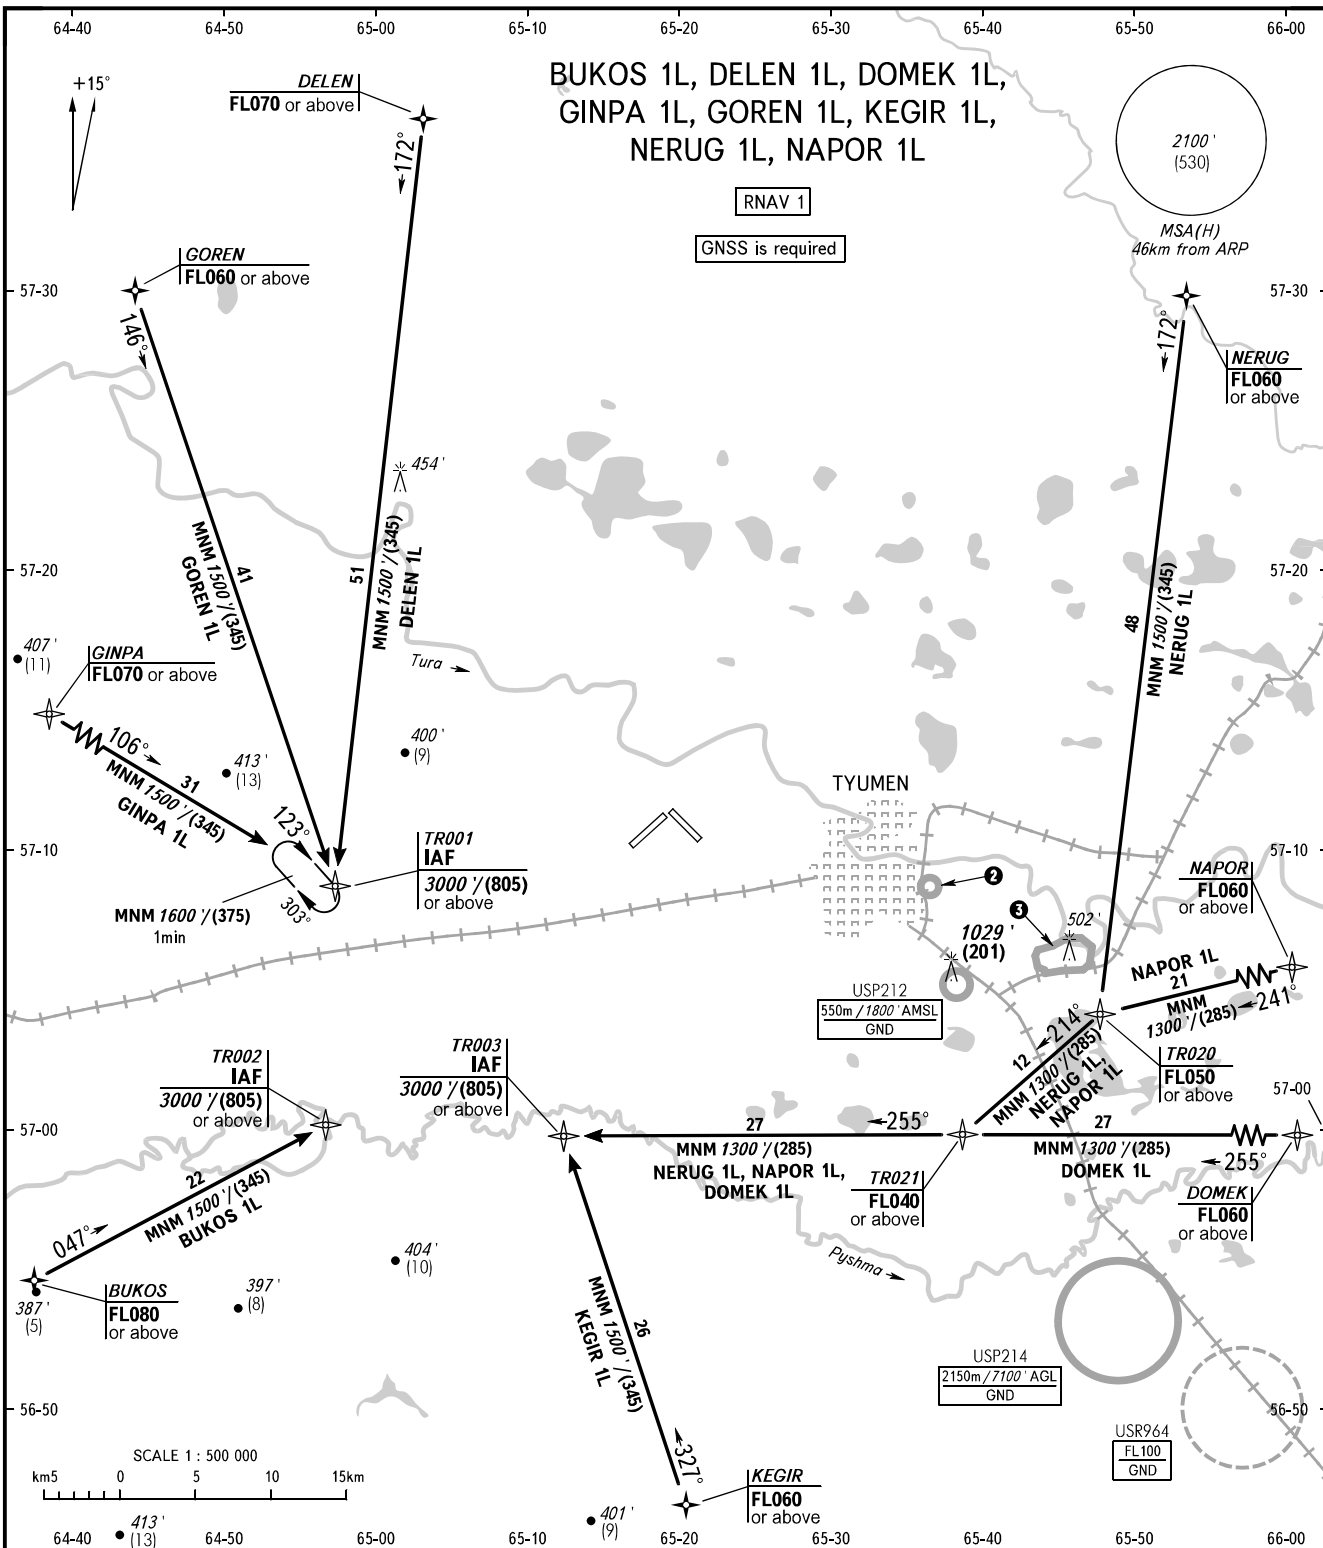 64-40 64-50 65-00 65-10 65-20 65-30 65-40 65-50 66-00
+15°
BUKOS 1L, DELEN 1L, DOMEK 1L,
GINPA 1L, GOREN 1L, KEGIR 1L,
NERUG 1L, NAPOR 1L
RNAV 1
GNSS is required
2100 '
(530)
MSA(H)
46km from ARP
DELEN
FL070 or above
172°
GOREN
FL060 or above
57-30
57-30
146°
172°
NERUG
FL060
or above
454'
41
MNM 1500 '/(345)
GOREN 1L
51
MNM 1500 '/(345)
DELEN 1L
57-20
57-20
48
MNM 1500 '/(345)
NERUG 1L
407 '
(11)
GINPA
FL070 or above
Tura
106°
31
MNM 1500 '/(345)
GINPA 1L
413 '
(13)
400 '
(9)
TYUMEN
123°
303°
MNM 1600 '/(375)
1min
TR001
IAF
3000 '/(805)
or above
57-10
57-10
2
3
502 '
1029 '
(201)
NAPOR
FL060
or above
NAPOR 1L
21
MNM
1300 '/(285)
241°
USP212
550m / 1800 ' AMSL
GND
214°
12
MNM 1300 '/(285)
NERUG 1L,
NAPOR 1L
TR020
FL050
or above
TR002
IAF
3000 '/(805)
or above
TR003
IAF
3000 '/(805)
or above
57-00
57-00
27
255°
MNM 1300 '/(285)
NERUG 1L, NAPOR 1L,
DOMEK 1L
27
MNM 1300 '/(285)
DOMEK 1L
255°
TR021
FL040
or above
DOMEK
FL060
or above
047°
22
MNM 1500 '/(345)
BUKOS 1L
Pyshma
BUKOS
FL080
or above
387 '
(5)
397 '
(8)
404 '
(10)
26
MNM 1500 '/(345)
KEGIR 1L
USP214
2150m / 7100 ' AGL
GND
USR964
FL100
GND
56-50
56-50
327°
KEGIR
FL060
or above
401 '
(9)
SCALE 1 : 500 000
km5 0 5 10 15km
413 '
(13)
64-40 64-50 65-00 65-10 65-20 65-30 65-40 65-50 66-00